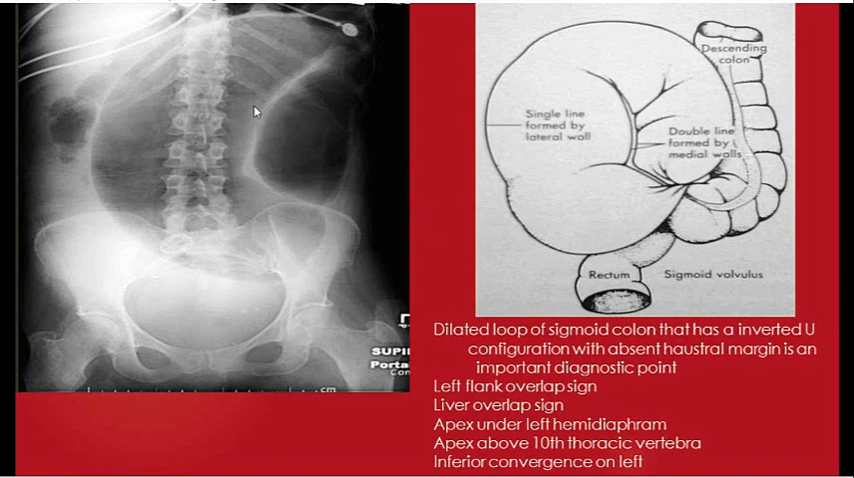 SUPI
Porta
Con
cm
Descending
colon
Single line
formed by
lateral wall
Double line
formed by
medial walls
Rectum
Sigmoid volvulus
Dilated loop of sigmoid colon that has a inverted U
configuration with absent haustral margin is an
important diagnostic point
Left flank overlap sign
Liver overlap sign
Apex under left hemidiaphram
Apex above 10th thoracic vertebra
Inferior convergence on left